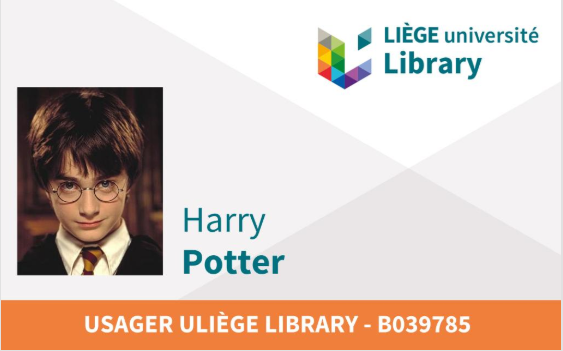 LIÈGE université
Library
Harry
Potter
USAGER ULIÈGE LIBRARY - B039785